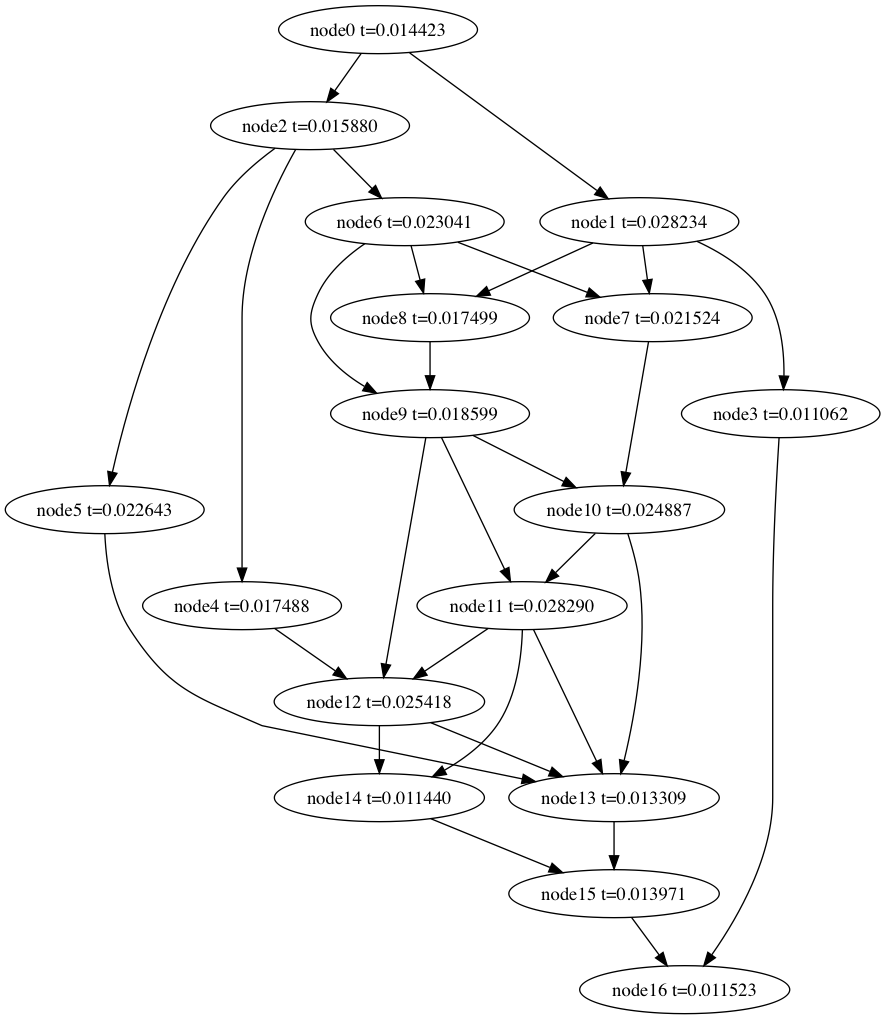 node0 t=0.014423
node2 t=0.015880
node6 t=0.023041
node1 t=0.028234
node8 t=0.017499
node7 t=0.021524
node9 t=0.018599
node3 t=0.011062
node5 t=0.022643
node10 t=0.024887
node4 t=0.017488
node11 t=0.028290
node12 t=0.025418
node14 t=0.011440
node13 t=0.013309
node15 t=0.013971
node16 t=0.011523